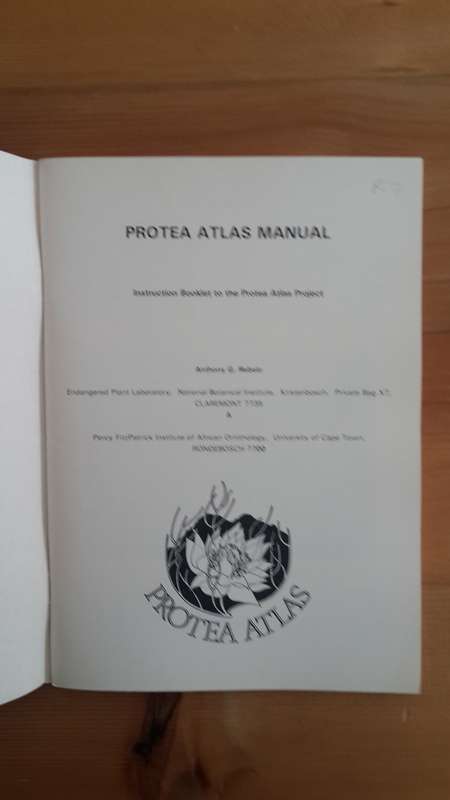 PROTEA ATLAS MANUAL
Instruction Booklet to the Protea Atlas Project
Anthony G. Rebelo
Endangered Plant Laboratory, National Botanical Institute, Kirstenbosch, Private Bag X7,
CLAREMONT 7735
&
Percy FitzPatrick Institute of African Ornithology, University of Cape Town,
RONDEBOSCH 7700
PROTEA ATLAS